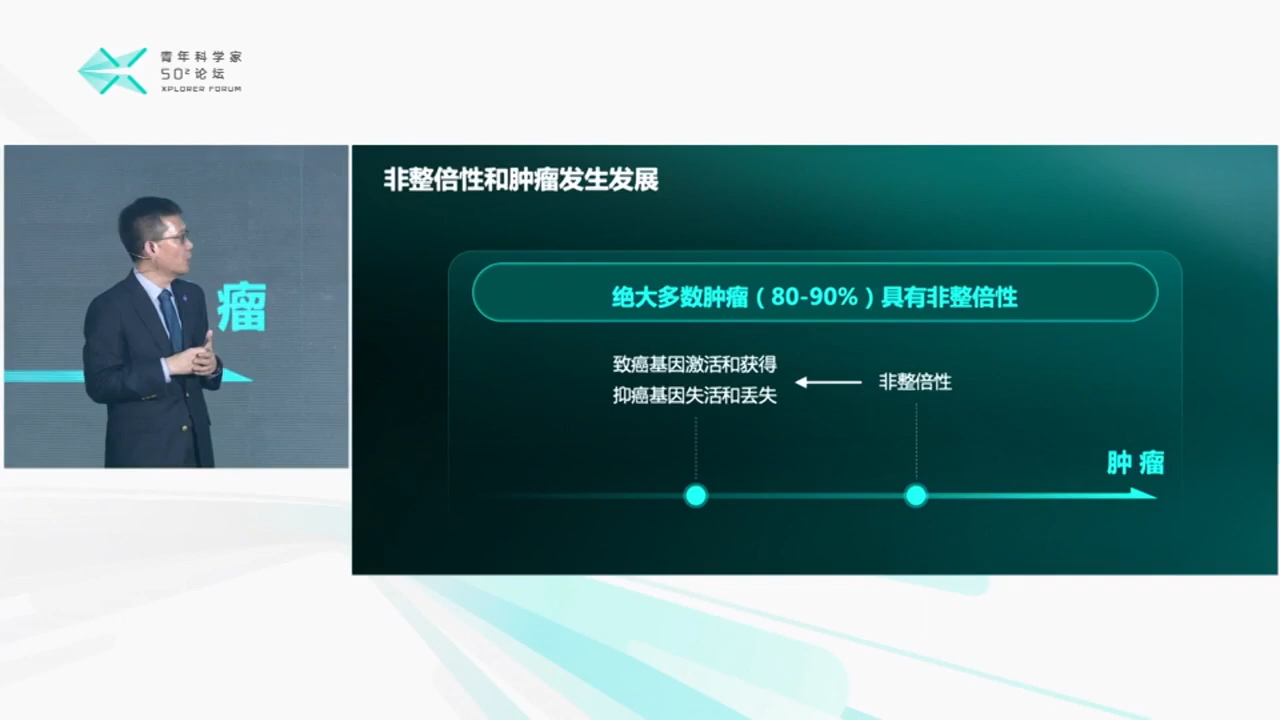 青年科学家
50²论坛
XPLORER FORUM
瘤
非整倍性和肿瘤发生发展
绝大多数肿瘤（80-90%）具有非整倍性
致癌基因激活和获得
抑癌基因失活和丢失
非整倍性
肿瘤